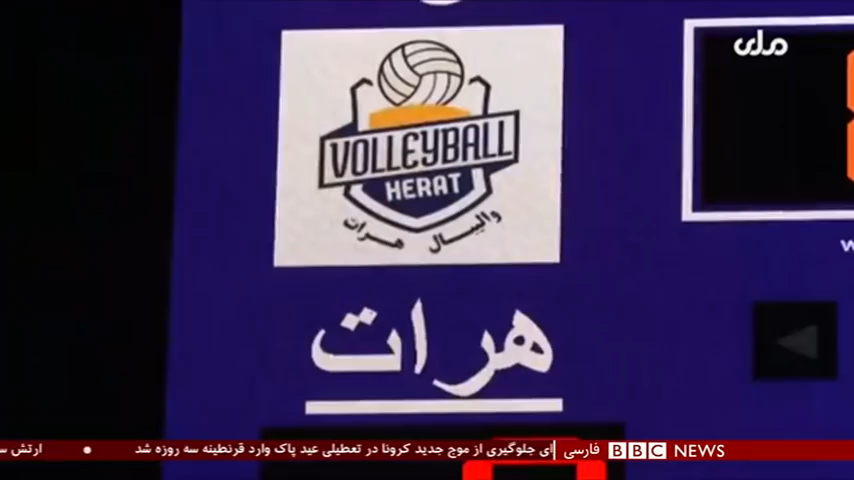 ملی
VOLLEYBALL
HERAT
والیبال هرات
هرات
ای جلوگیری از موج جدید کرونا در تعطیلی عید پاک وارد قرنطینه سه روزه شد • ارتش
فارسی BBC NEWS